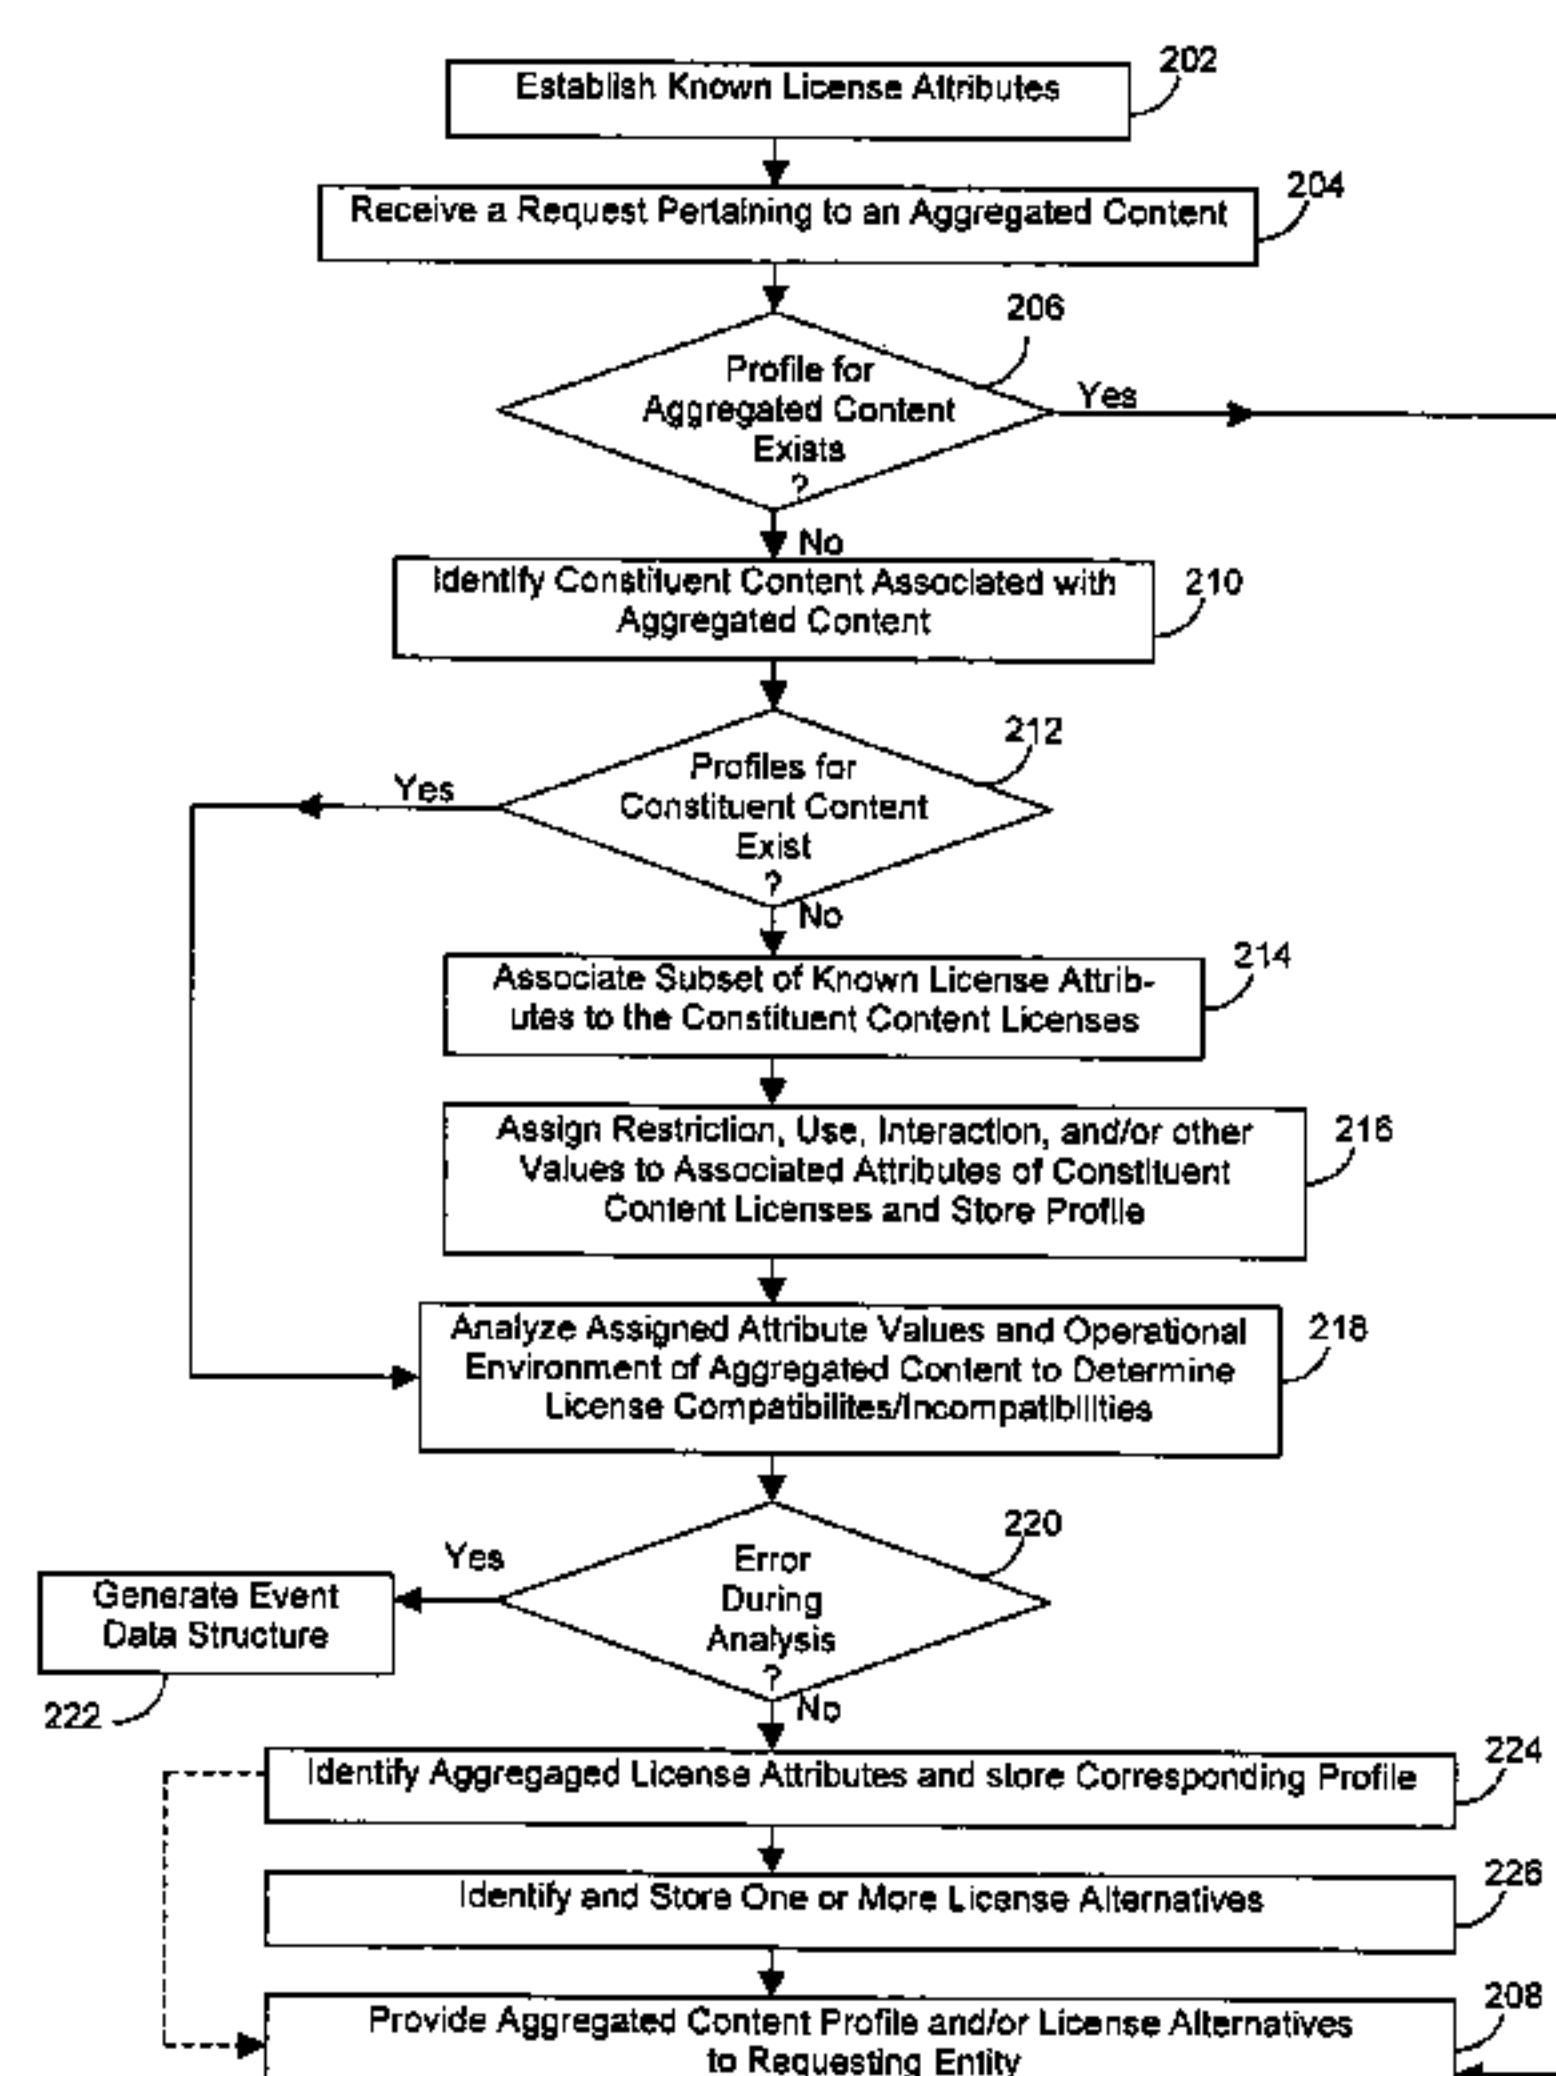 202
Establish Known License Attributes
204
Receive a Request Pertaining to an Aggregated Content
206
Profile for
Aggregated Content
Exists
?
Yes
No
Identify Constituent Content Associated with
Aggregated Content
210
212
Profiles for
Constituent Content
Exist
?
Yes
No
Associate Subset of Known License Attrib-
utes to the Constituent Content Licenses
214
Assign Restriction, Use, Interaction, and/or other
Values to Associated Attributes of Constituent
Content Licenses and Store Profile
216
Analyze Assigned Attribute Values and Operational
Environment of Aggregated Content to Determine
License Compatibilites/Incompatibilities
218
220
Error
During
Analysis
?
Yes
Generate Event
Data Structure
222
No
224
Identify Aggregaged License Attributes and store Corresponding Profile
226
Identify and Store One or More License Alternatives
208
Provide Aggregated Content Profile and/or License Alternatives
to Requesting Entity